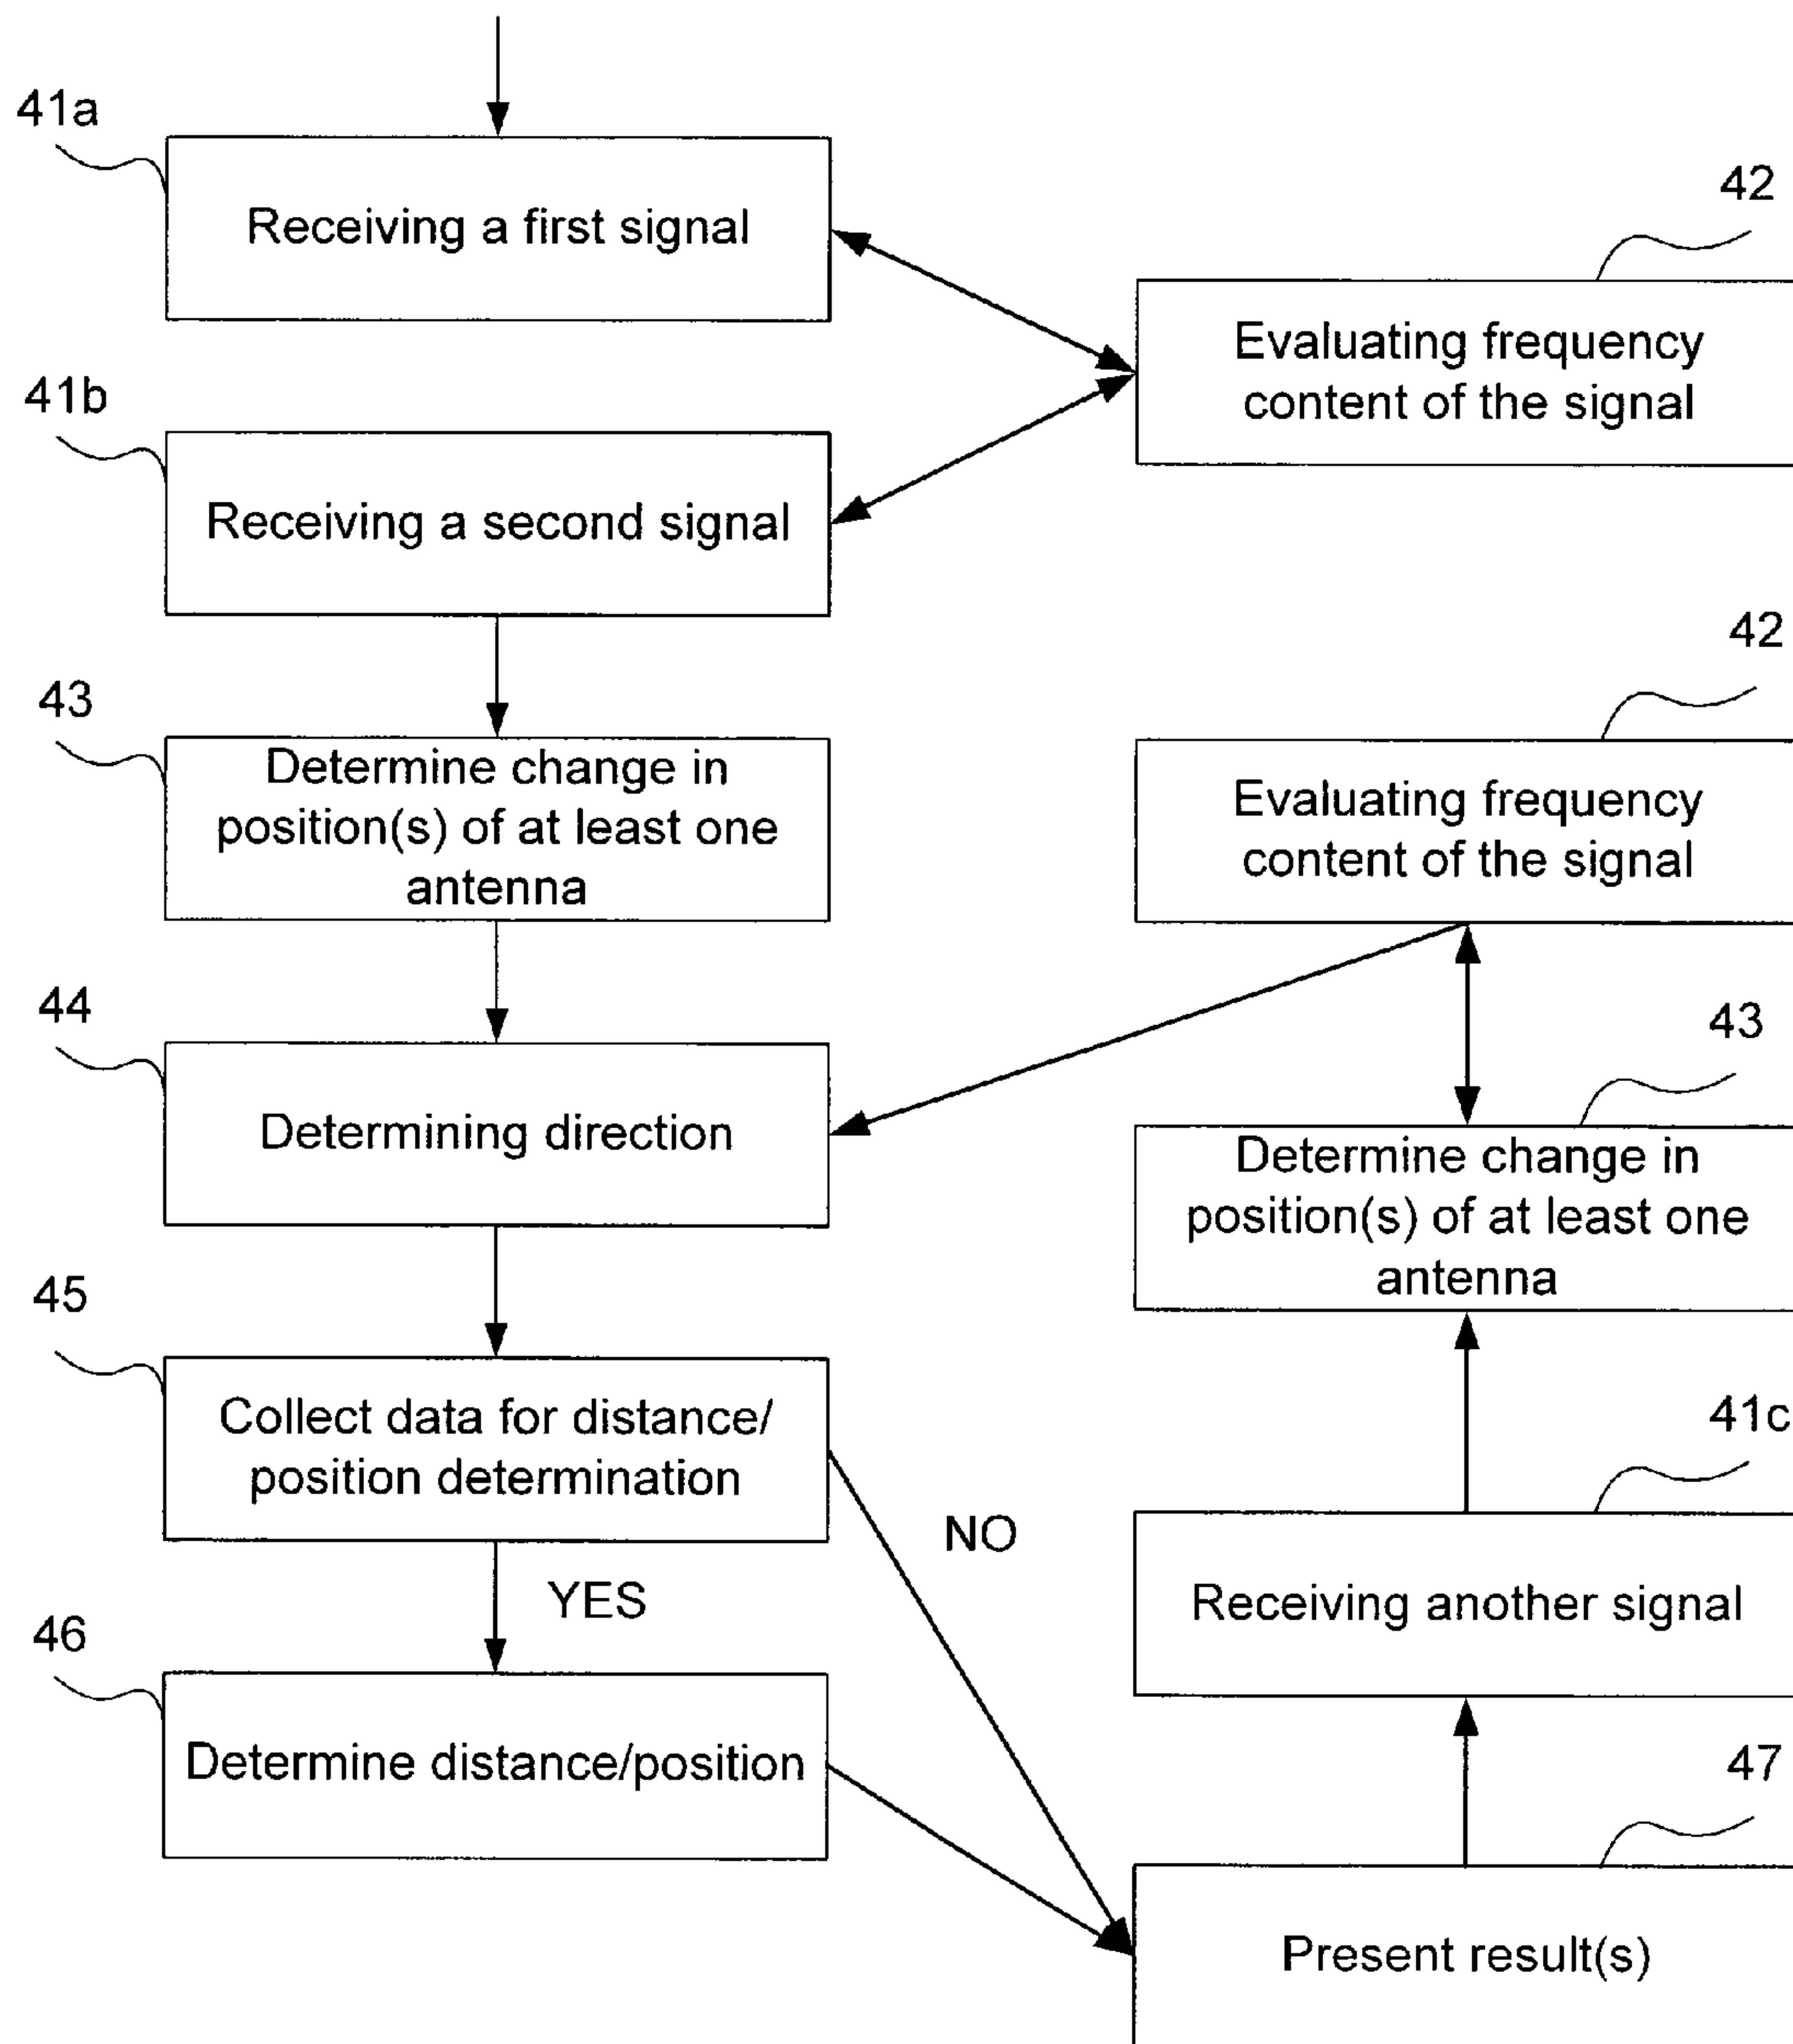 41a
Receiving a first signal
42
Evaluating frequency
content of the signal
41b
Receiving a second signal
43
Determine change in
position(s) of at least one
antenna
42
Evaluating frequency
content of the signal
44
Determining direction
43
Determine change in
position(s) of at least one
antenna
45
Collect data for distance/
position determination
NO
YES
41c
Receiving another signal
46
Determine distance/position
47
Present result(s)